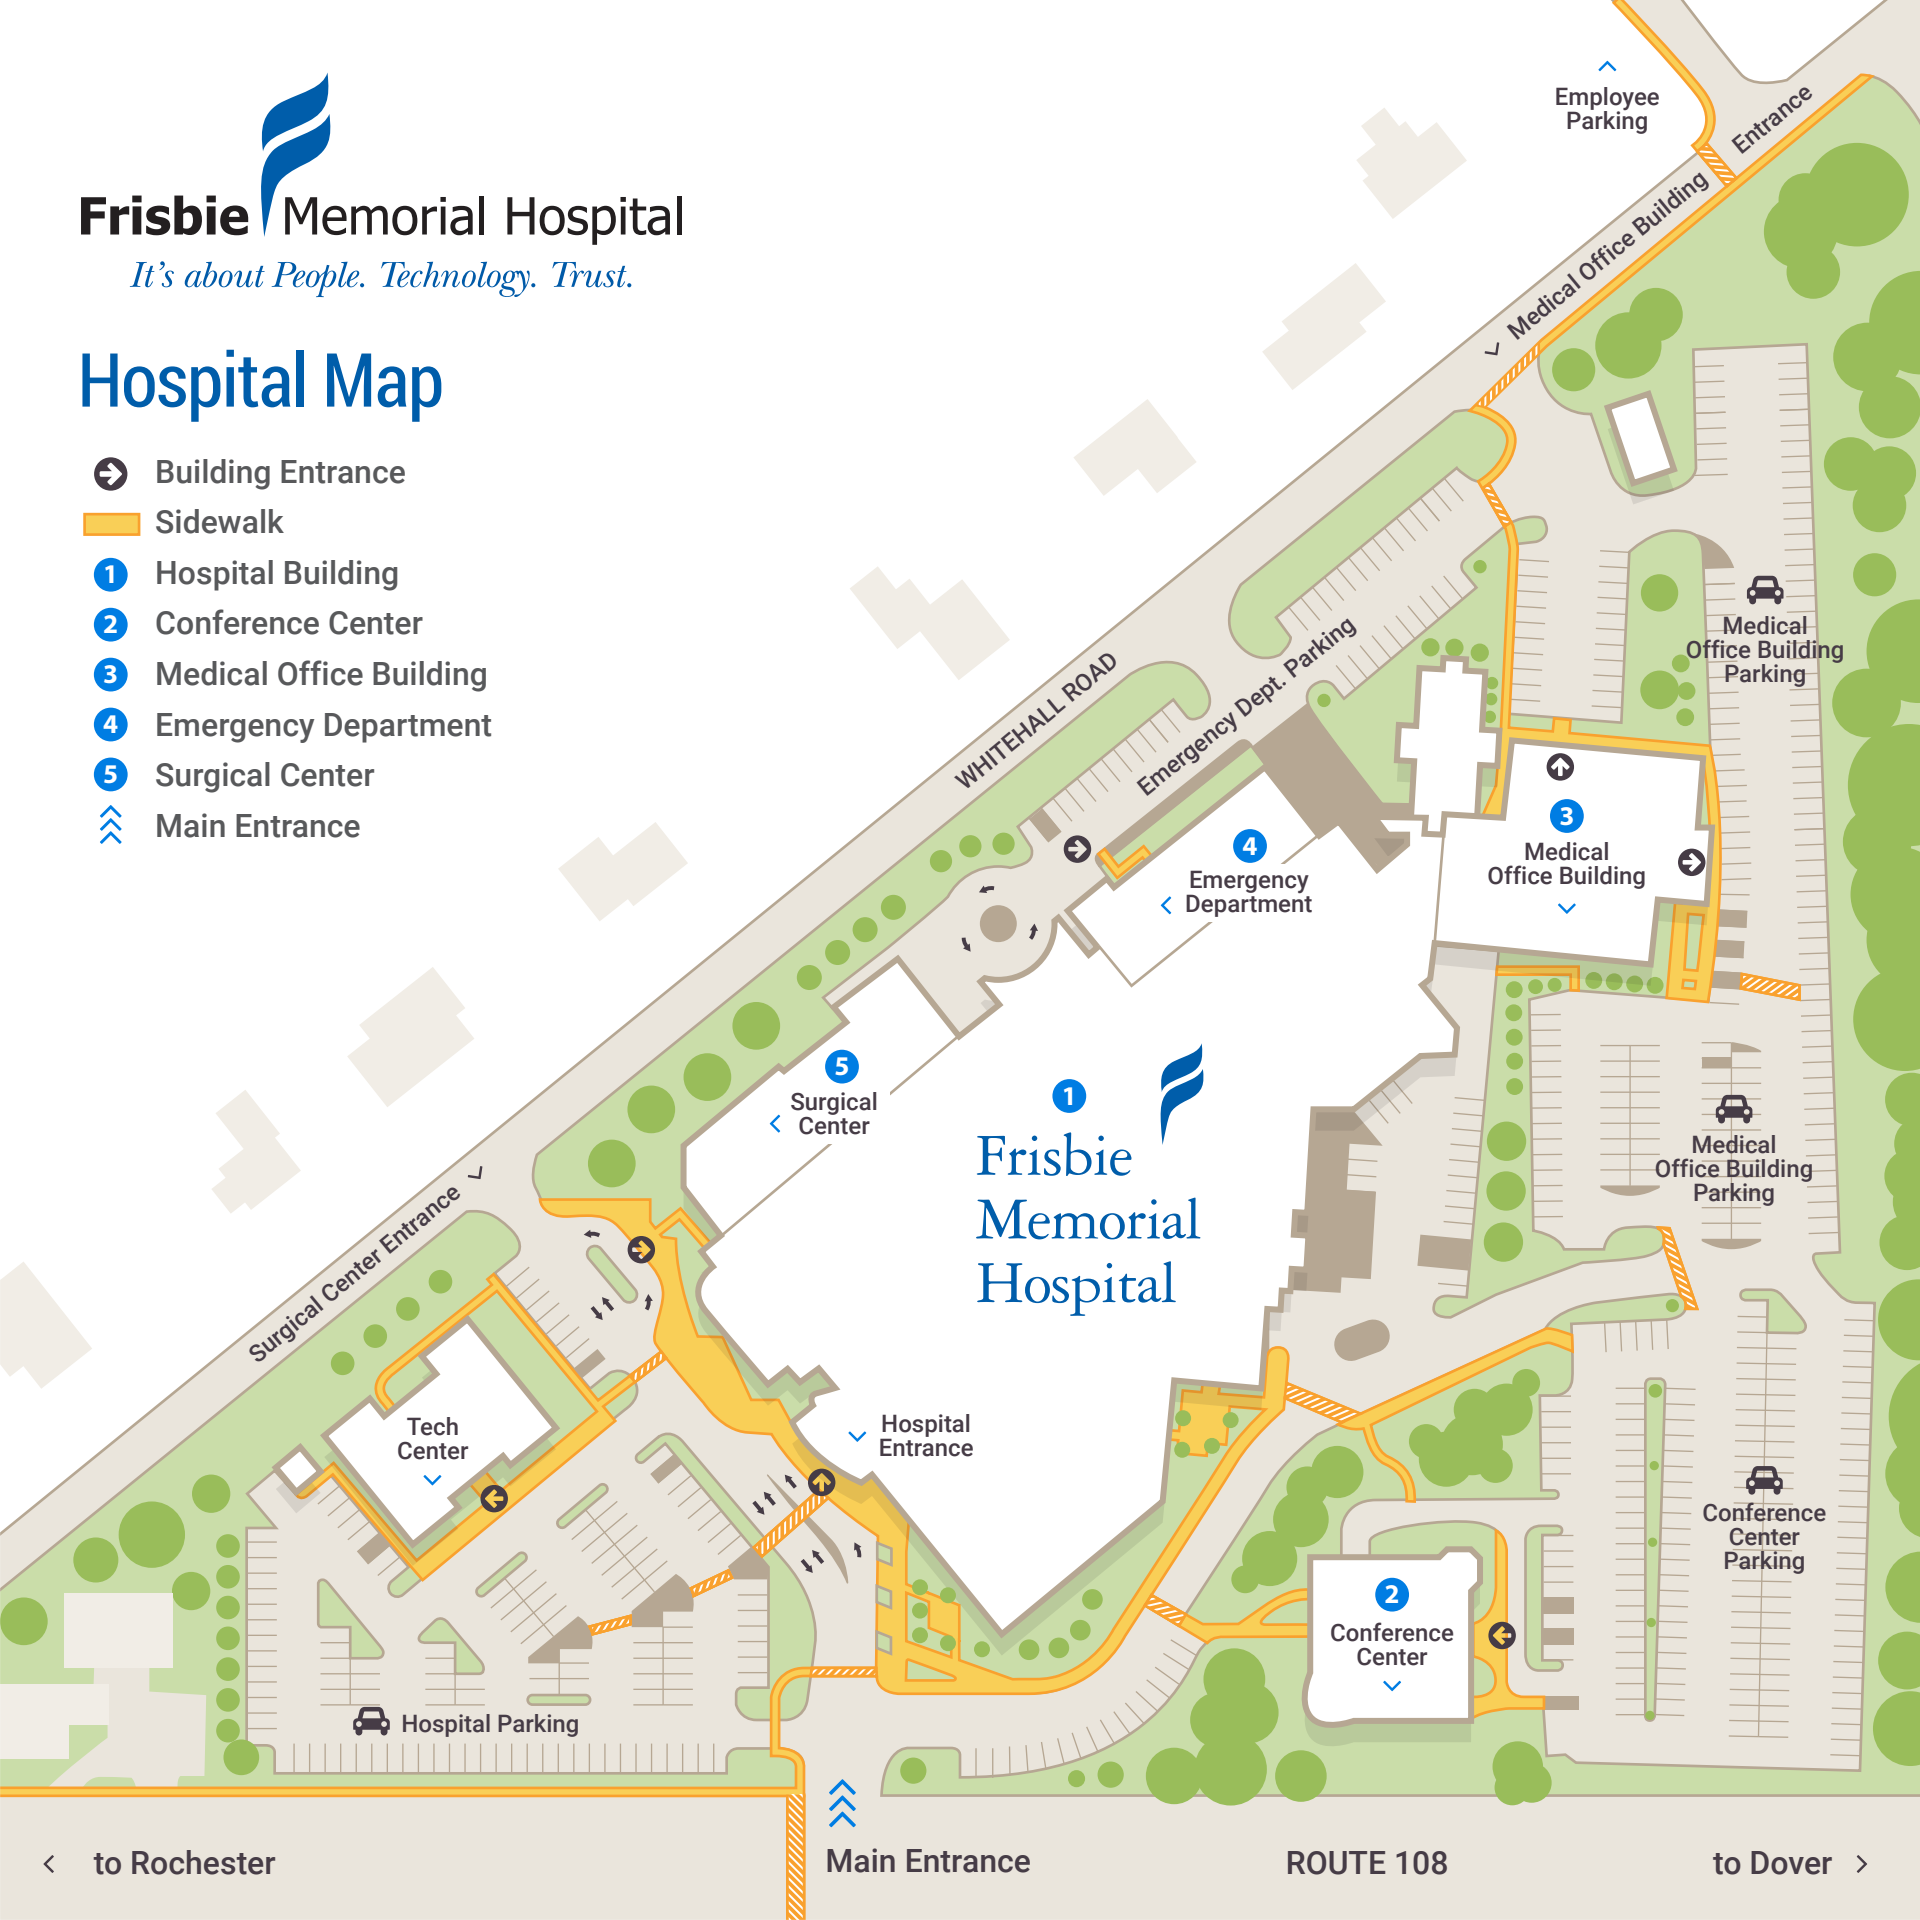 Frisbie Memorial Hospital
It's about People. Technology. Trust.
Hospital Map
Building Entrance
Sidewalk
1 Hospital Building
2 Conference Center
3 Medical Office Building
4 Emergency Department
5 Surgical Center
Main Entrance
Employee
Parking
Medical Office Building Entrance
WHITEHALL ROAD
Emergency Dept. Parking
Medical
Office Building
Parking
3
Medical
Office Building
4
Emergency
Department
5
Surgical
Center
1
Frisbie
Memorial
Hospital
Medical
Office Building
Parking
Surgical Center Entrance
Tech
Center
Hospital
Entrance
Conference
Center
Parking
2
Conference
Center
Hospital Parking
< to Rochester
Main Entrance
ROUTE 108
to Dover >